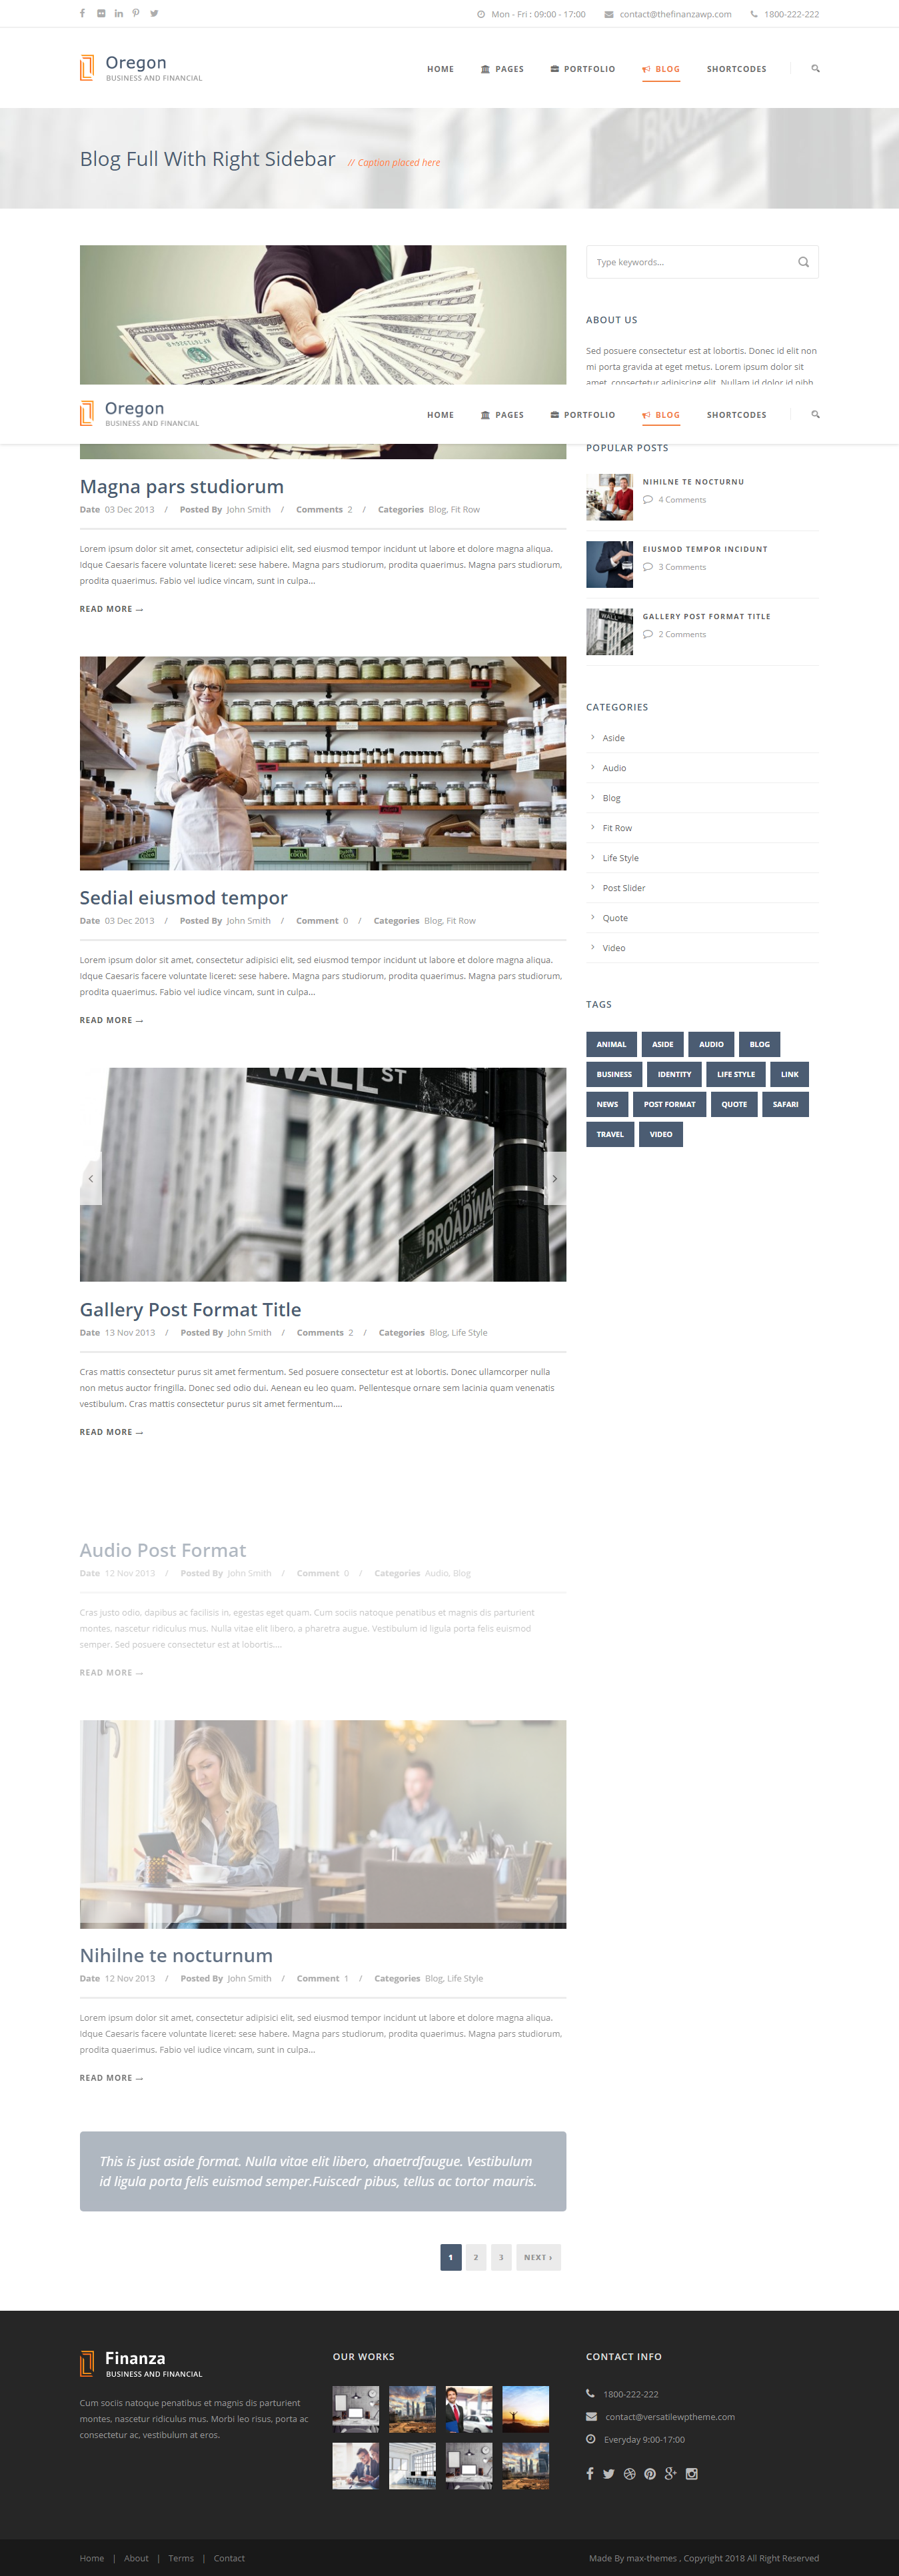 Mon - Fri : 09:00 - 17:00 contact@thefinanzawp.com 1800-222-222
Oregon
BUSINESS AND FINANCIAL
HOME PAGES PORTFOLIO BLOG SHORTCODES
Blog Full With Right Sidebar // Caption placed here
Type keywords...
ABOUT US
Sed posuere consectetur est at lobortis. Donec id elit non
mi porta gravida at eget metus. Lorem ipsum dolor sit
amet, consectetur adipiscing elit. Nullam id dolor id nibh
Oregon
BUSINESS AND FINANCIAL
HOME PAGES PORTFOLIO BLOG SHORTCODES
Magna pars studiorum
Date 03 Dec 2013 / Posted By John Smith / Comments 2 / Categories Blog, Fit Row
Lorem ipsum dolor sit amet, consectetur adipisici elit, sed eiusmod tempor incidunt ut labore et dolore magna aliqua.
Idque Caesaris facere voluntate liceret: sese habere. Magna pars studiorum, prodita quaerimus. Magna pars studiorum,
prodita quaerimus. Fabio vel iudice vincam, sunt in culpa...
READ MORE →
Sedial eiusmod tempor
Date 03 Dec 2013 / Posted By John Smith / Comment 0 / Categories Blog, Fit Row
Lorem ipsum dolor sit amet, consectetur adipisici elit, sed eiusmod tempor incidunt ut labore et dolore magna aliqua.
Idque Caesaris facere voluntate liceret: sese habere. Magna pars studiorum, prodita quaerimus. Magna pars studiorum,
prodita quaerimus. Fabio vel iudice vincam, sunt in culpa...
READ MORE →
WALL ST
BROADWAY
Gallery Post Format Title
Date 13 Nov 2013 / Posted By John Smith / Comments 2 / Categories Blog, Life Style
Cras mattis consectetur purus sit amet fermentum. Sed posuere consectetur est at lobortis. Donec ullamcorper nulla
non metus auctor fringilla. Donec sed odio dui. Aenean eu leo quam. Pellentesque ornare sem lacinia quam venenatis
vestibulum. Cras mattis consectetur purus sit amet fermentum....
READ MORE →
Audio Post Format
Date 12 Nov 2013 / Posted By John Smith / Comment 0 / Categories Audio, Blog
Cras justo odio, dapibus ac facilisis in, egestas eget quam. Cum sociis natoque penatibus et magnis dis parturient
montes, nascetur ridiculus mus. Nulla vitae elit libero, a pharetra augue. Vestibulum id ligula porta felis euismod
semper. Sed posuere consectetur est at lobortis....
READ MORE →
Nihilne te nocturnum
Date 12 Nov 2013 / Posted By John Smith / Comment 1 / Categories Blog, Life Style
Lorem ipsum dolor sit amet, consectetur adipisici elit, sed eiusmod tempor incidunt ut labore et dolore magna aliqua.
Idque Caesaris facere voluntate liceret: sese habere. Magna pars studiorum, prodita quaerimus. Magna pars studiorum,
prodita quaerimus. Fabio vel iudice vincam, sunt in culpa...
READ MORE →
This is just aside format. Nulla vitae elit libero, ahaetrdfaugue. Vestibulum
id ligula porta felis euismod semper.Fuiscedr pibus, tellus ac tortor mauris.
1 2 3 NEXT ›
POPULAR POSTS
NIHILNE TE NOCTURNU
4 Comments
EIUSMOD TEMPOR INCIDUNT
3 Comments
GALLERY POST FORMAT TITLE
2 Comments
CATEGORIES
Aside
Audio
Blog
Fit Row
Life Style
Post Slider
Quote
Video
TAGS
ANIMAL ASIDE AUDIO BLOG
BUSINESS IDENTITY LIFE STYLE LINK
NEWS POST FORMAT QUOTE SAFARI
TRAVEL VIDEO
Finanza
BUSINESS AND FINANCIAL
Cum sociis natoque penatibus et magnis dis parturient
montes, nascetur ridiculus mus. Morbi leo risus, porta ac
consectetur ac, vestibulum at eros.
OUR WORKS
CONTACT INFO
1800-222-222
contact@versatilewptheme.com
Everyday 9:00-17:00
Home | About | Terms | Contact
Made By max-themes . Copyright 2018 All Right Reserved